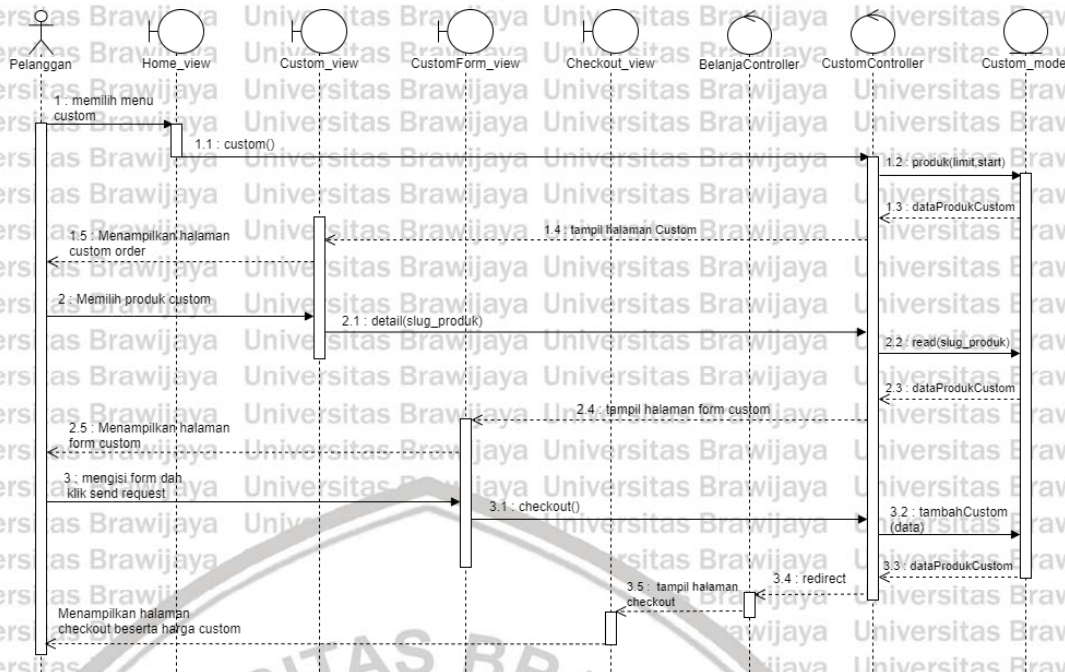 Pelanggan
Home_view
Custom_view
CustomForm_view
Checkout_view
BelanjaController
CustomController
Custom_mode
1 : memilih menu
custom
1.1 : custom()
1.2 : produk(limit,start)
1.3 : dataProdukCustom
1.4 : tampil halaman Custom
1.5 : Menampilkan halaman
custom order
2 : Memilih produk custom
2.1 : detail(slug_produk)
2.2 : read(slug_produk)
2.3 : dataProdukCustom
2.4 : tampil halaman form custom
2.5 : Menampilkan halaman
form custom
3 : mengisi form dan
klik send request
3.1 : checkout()
3.2 : tambahCustom
(data)
3.3 : dataProdukCustom
3.4 : redirect
3.5 : tampil halaman
checkout
Menampilkan halaman
checkout beserta harga custom
Universitas Brawijaya
ITAS BR